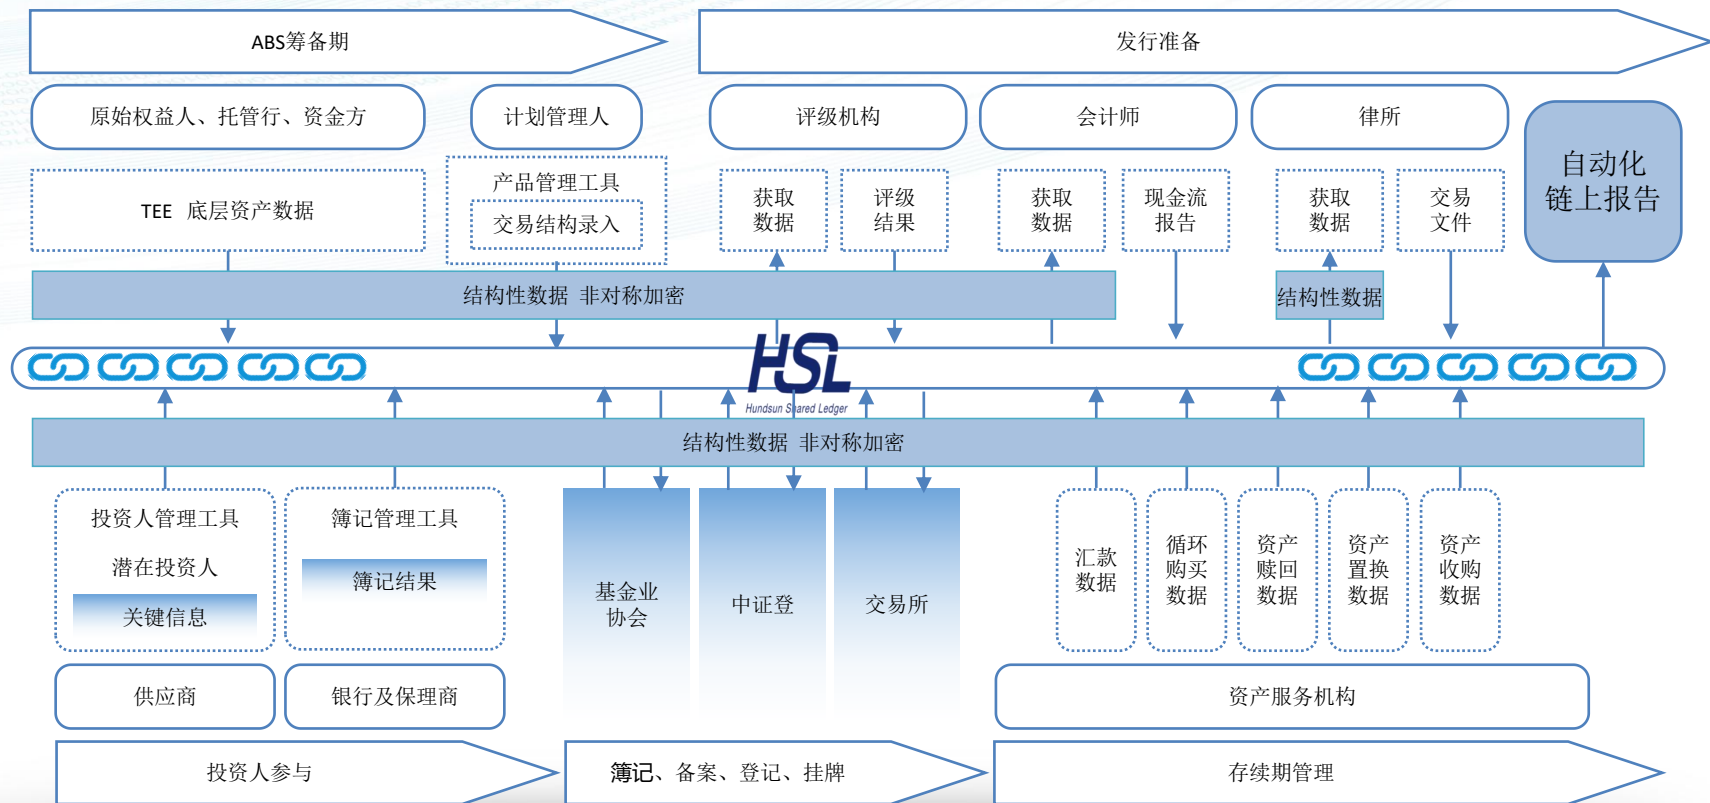 ABS筹备期
发行准备
原始权益人、托管行、资金方
计划管理人
评级机构
会计师
律所
自动化
链上报告
TEE 底层资产数据
产品管理工具
交易结构录入
获取
数据
评级
结果
获取
数据
现金流
报告
获取
数据
交易
文件
结构性数据 非对称加密
结构性数据
HSL
Hundsun Shared Ledger
结构性数据 非对称加密
投资人管理工具
潜在投资人
关键信息
簿记管理工具
簿记结果
基金业
协会
中证登
交易所
汇款
数据
循环
购买
数据
资产
赎回
数据
资产
置换
数据
资产
收购
数据
供应商
银行及保理商
资产服务机构
投资人参与
簿记、备案、登记、挂牌
存续期管理